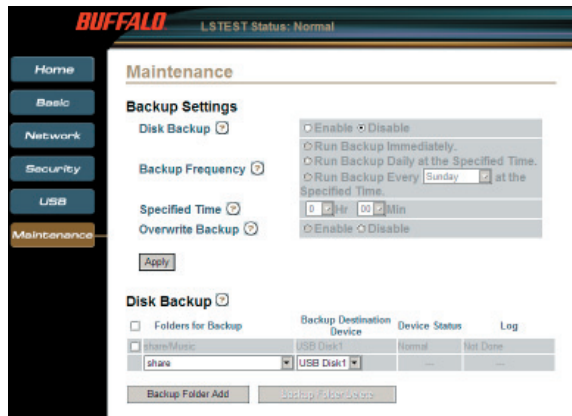 BUFFALO
LSTEST Status: Normal
Home
Basic
Network
Security
USB
Maintenance
Maintenance
Backup Settings
Disk Backup ?
Enable Disable
Backup Frequency ?
Run Backup Immediately.
Run Backup Daily at the Specified Time.
Run Backup Every Sunday at the
Specified Time.
Specified Time ?
0 Hr 00 Min
Overwrite Backup ?
Enable Disable
Apply
Disk Backup ?
Folders for Backup Backup Destination Device Device Status Log
share/Music USB Disk1 Normal Not Done
share USB Disk1 --- ---
Backup Folder Add Backup Folder Delete